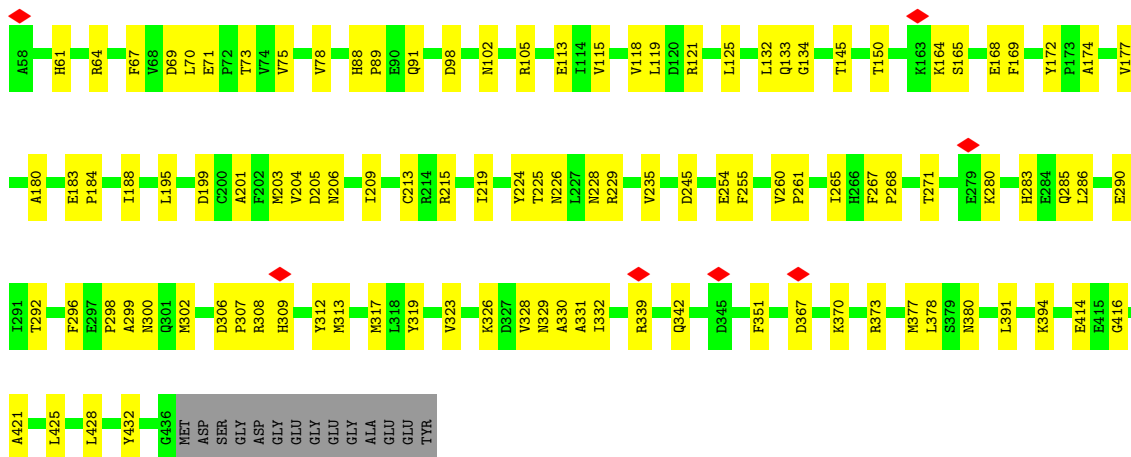 A58 H61 R64 F67 V68 D69 L70 E71 P72 T73 V74 V75 V78 H88 P89 E90 Q91 D98 N102 R105 E113 I114 V115 V118 L119 D120 R121 L125 L132 Q133 G134 T145 T150 K163 K164 S165 E168 F169 Y172 P173 A174 V177
A180 E183 P184 I188 L195 D199 C200 A201 F202 M203 V204 D205 N206 I209 C213 R214 R215 I219 Y224 T225 N226 L227 N228 R229 V235 D245 E254 F255 V260 P261 I265 H266 F267 P268 T271 E279 K280 H283 E284 Q285 L286 E290
I291 T292 F296 E297 P298 A299 N300 Q301 M302 D306 P307 R308 H309 Y312 M313 M317 L318 Y319 V323 K326 D327 V328 N329 A330 A331 I332 R339 Q342 D345 F351 D367 K370 R373 M377 L378 S379 N380 L391 K394 E414 E415 G416
A421 L425 L428 Y432 G436 MET ASP SER GLY ASP GLY GLU GLY GLU GLU GLY ALA GLU GLU TYR